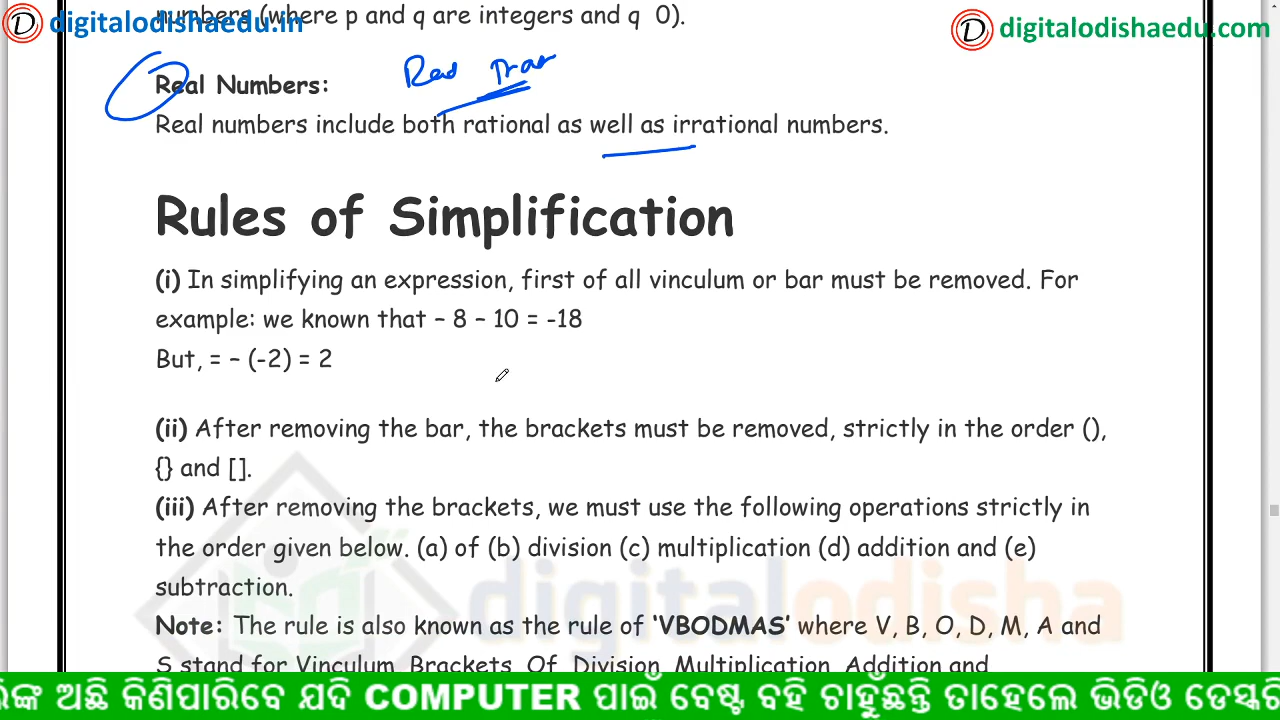 numbers (where p and q are integers and q 0).
digitalodishaedu.in
digitalodishaedu.com
Real Numbers:
Real numbers include both rational as well as irrational numbers.
Rules of Simplification
(i) In simplifying an expression, first of all vinculum or bar must be removed. For
example: we known that – 8 – 10 = -18
But, = – (-2) = 2
(ii) After removing the bar, the brackets must be removed, strictly in the order (),
{} and [].
(iii) After removing the brackets, we must use the following operations strictly in
the order given below. (a) of (b) division (c) multiplication (d) addition and (e)
subtraction.
Note: The rule is also known as the rule of ‘VBODMAS’ where V, B, O, D, M, A and
S stand for Vinculum, Brackets, Of, Division, Multiplication, Addition and
digitalodisha
ଅଛି କିଣିପାରିବେ ଯଦି COMPUTER ପାଇଁ ବେଷ୍ଟ ବହି ଚାହୁଁଛନ୍ତି ତାହେଲେ ଭିଡିଓ